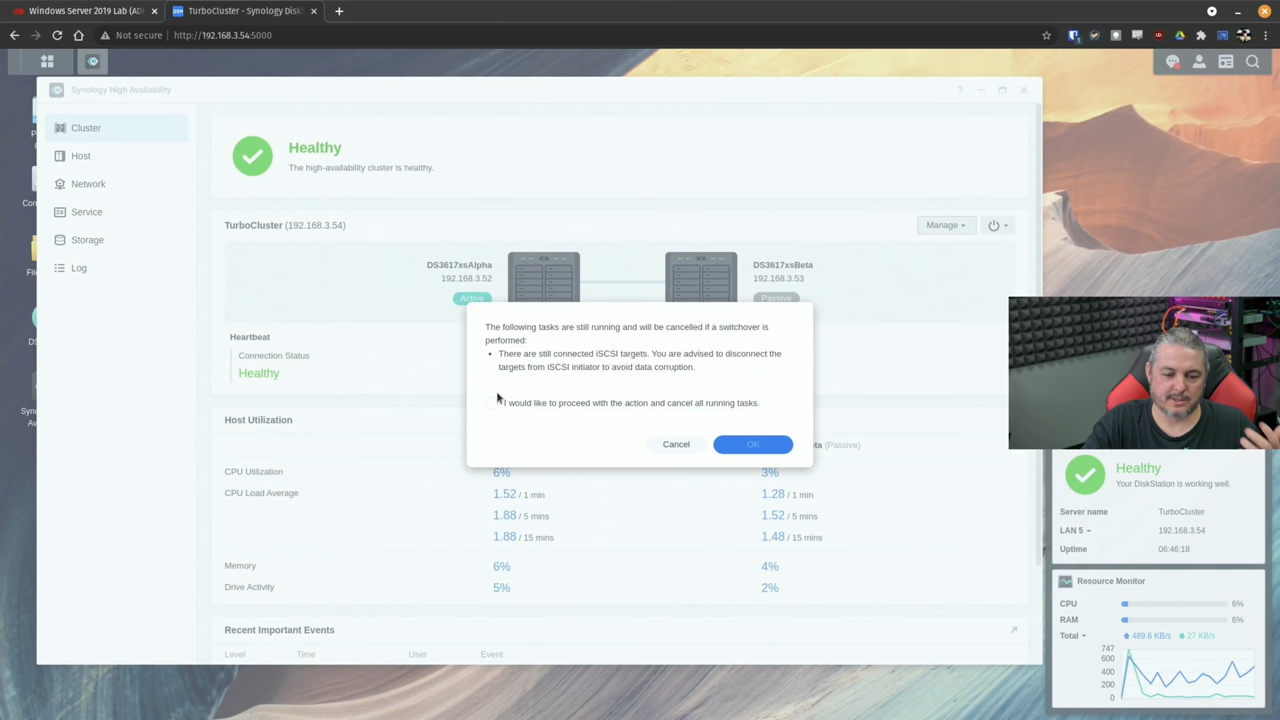 Windows Server 2019 Lab (AD
TurboCluster - Synology Disk
Not secure
http://192.168.3.54:5000
Synology High Availability
Cluster
Host
Network
Service
Storage
Log
Healthy
The high-availability cluster is healthy.
TurboCluster (192.168.3.54)
Manage
DS3617xsAlpha
192.168.3.52
Active
DS3617xsBeta
192.168.3.53
Passive
Heartbeat
Connection Status
Healthy
The following tasks are still running and will be cancelled if a switchover is
performed:
• There are still connected iSCSI targets. You are advised to disconnect the
targets from iSCSI initiator to avoid data corruption.
I would like to proceed with the action and cancel all running tasks.
Cancel
OK
Host Utilization
(Passive)
CPU Utilization
6%
3%
CPU Load Average
1.52 / 1 min
1.28 / 1 min
1.88 / 5 mins
1.52 / 5 mins
1.88 / 15 mins
1.48 / 15 mins
Memory
6%
4%
Drive Activity
5%
2%
Recent Important Events
Level
Time
User
Event
Healthy
Your DiskStation is working well.
Server name
TurboCluster
LAN 5
192.168.3.54
Uptime
06:46:18
Resource Monitor
CPU
6%
RAM
6%
Total
489.6 KB/s
27 KB/s
747
600
400
200
0